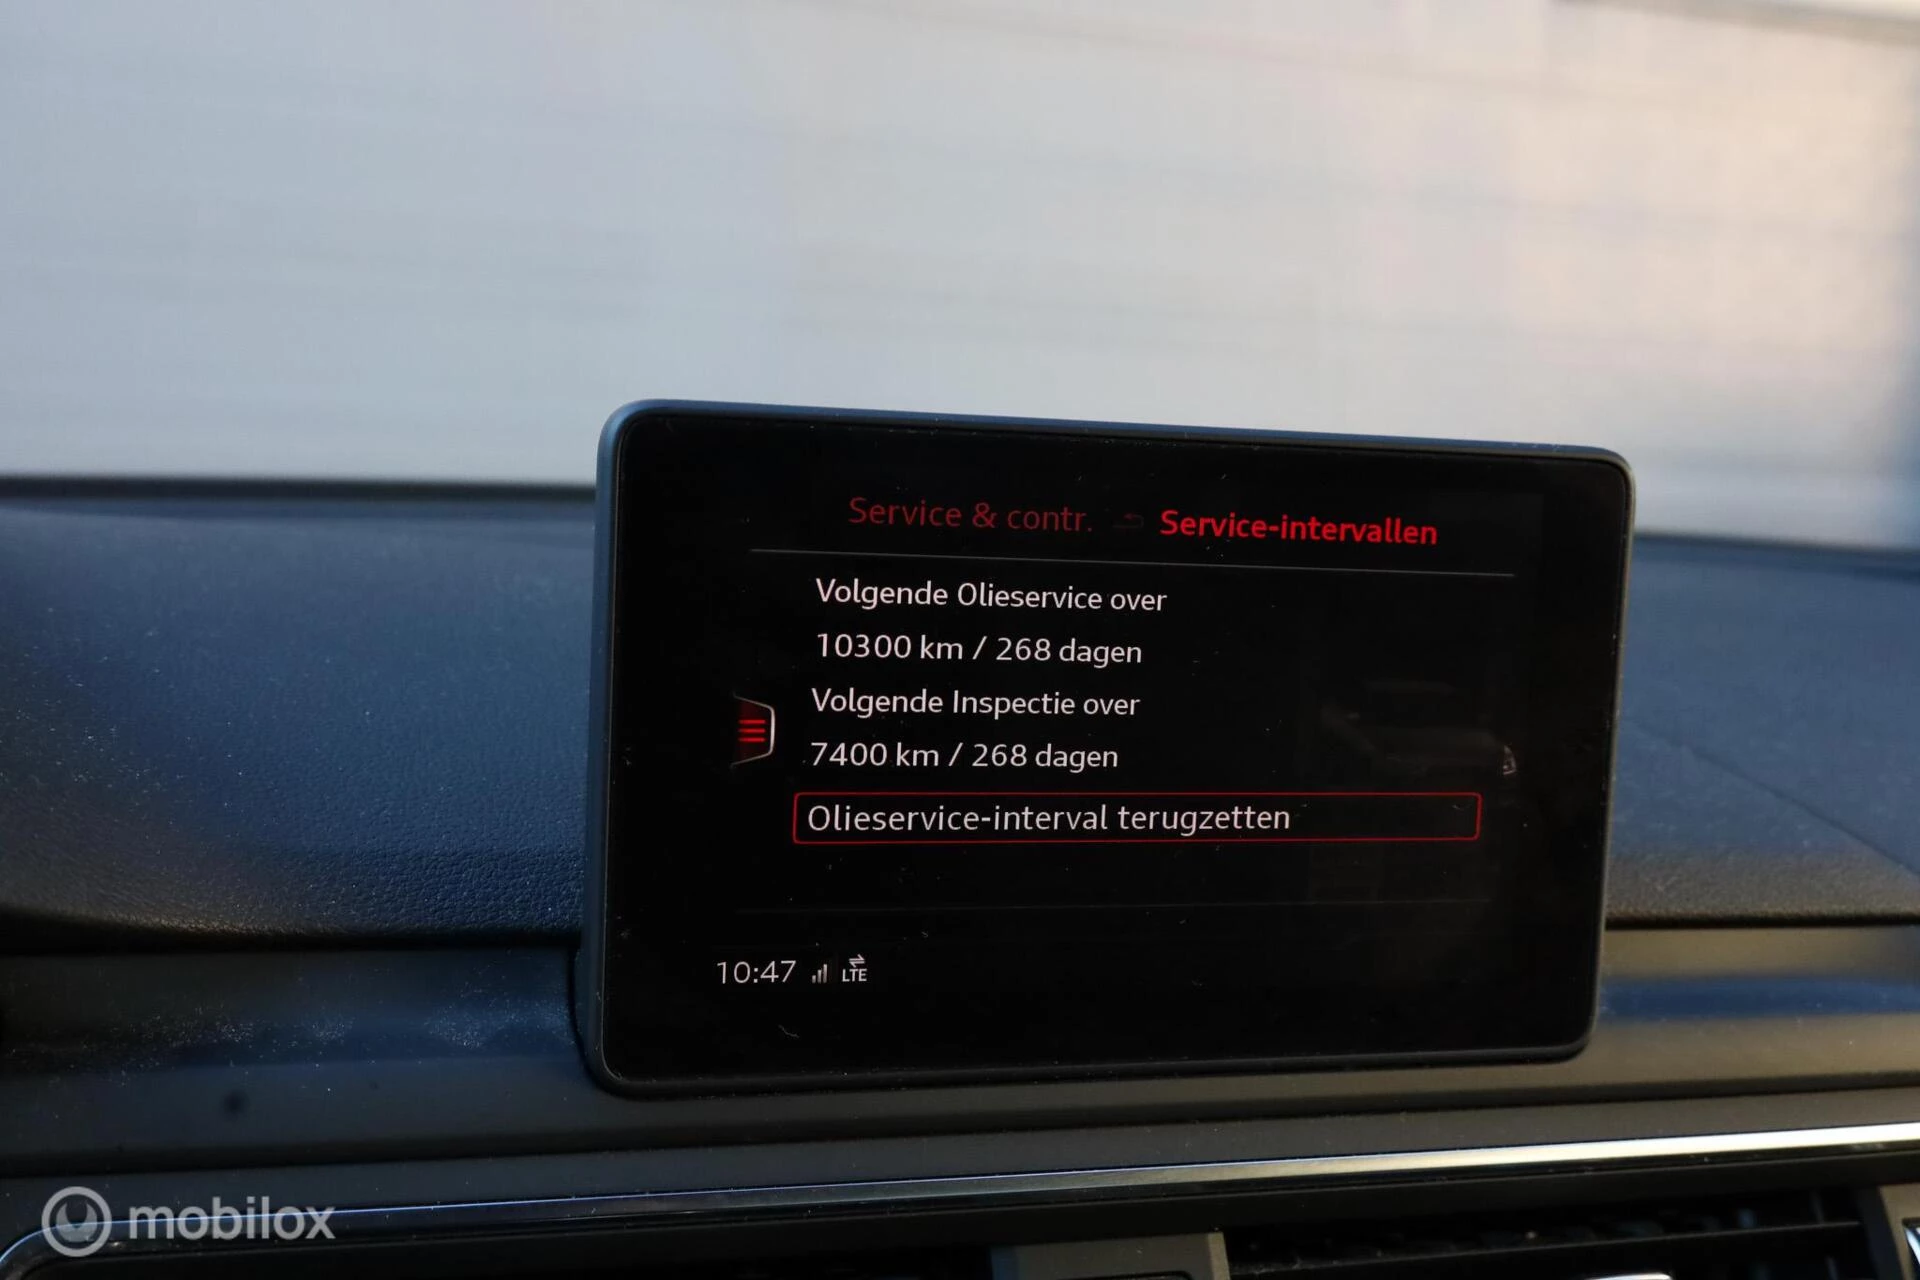 Service & contr. Service-intervallen
Volgende Olieservice over
10300 km / 268 dagen
Volgende Inspectie over
7400 km / 268 dagen
Olieservice-interval terugzetten
10:47 LTE
mobilox